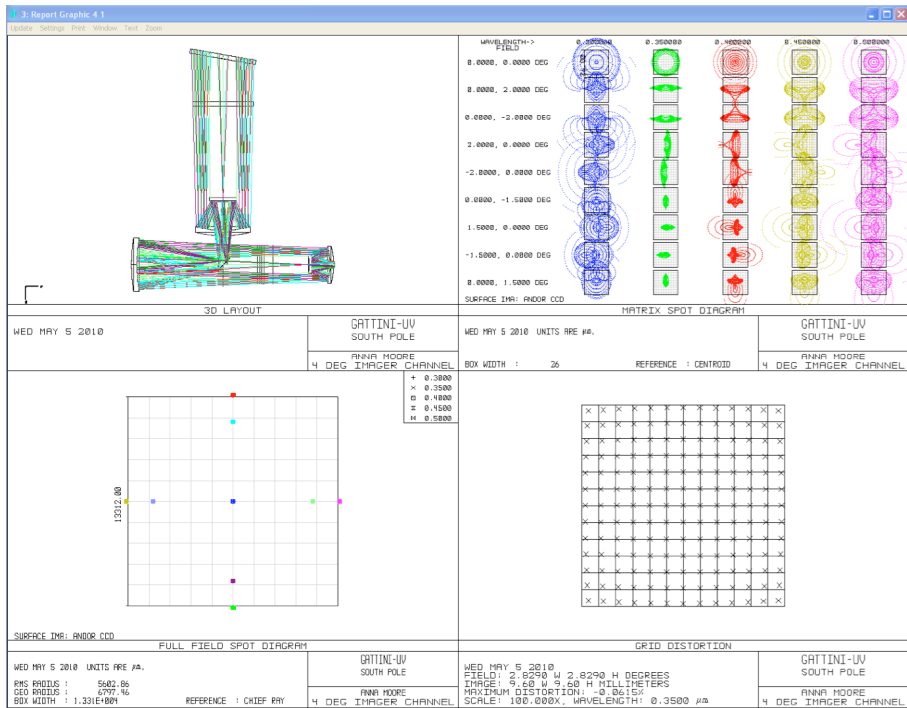 3: Report Graphic 4.1
Update Settings Print Window Text Zoom
3D LAYOUT
WED MAY 5 2010
GATTINI-UV
SOUTH POLE
ANNA MOORE
4 DEG IMAGER CHANNEL
WAVELENGTH->
FIELD
0.350000
0.400000
0.450000
0.500000
0.0000, 0.0000 DEG
0.0000, 2.0000 DEG
0.0000, -2.0000 DEG
2.0000, 0.0000 DEG
-2.0000, 0.0000 DEG
0.0000, -1.5000 DEG
1.5000, 0.0000 DEG
-1.5000, 0.0000 DEG
0.0000, 1.5000 DEG
SURFACE IMA: ANDOR CCD
MATRIX SPOT DIAGRAM
WED MAY 5 2010 UNITS ARE µm.
BOX WIDTH : 26 REFERENCE : CENTROID
GATTINI-UV
SOUTH POLE
ANNA MOORE
4 DEG IMAGER CHANNEL
+ 0.3000
× 0.3500
0.4000
0.4500
0.5000
13312.00
SURFACE IMA: ANDOR CCD
FULL FIELD SPOT DIAGRAM
WED MAY 5 2010 UNITS ARE µm.
RMS RADIUS : 5602.86
GEO RADIUS : 6797.46
BOX WIDTH : 1.331E+004 REFERENCE : CHIEF RAY
GATTINI-UV
SOUTH POLE
ANNA MOORE
4 DEG IMAGER CHANNEL
GRID DISTORTION
WED MAY 5 2010
FIELD: 2.8290 W 2.8290 H DEGREES
IMAGE: 9.60 W 9.60 H MILLIMETERS
MAXIMUM DISTORTION: -0.0615%
SCALE: 100.000X, WAVELENGTH: 0.3500 µm
GATTINI-UV
SOUTH POLE
ANNA MOORE
4 DEG IMAGER CHANNEL